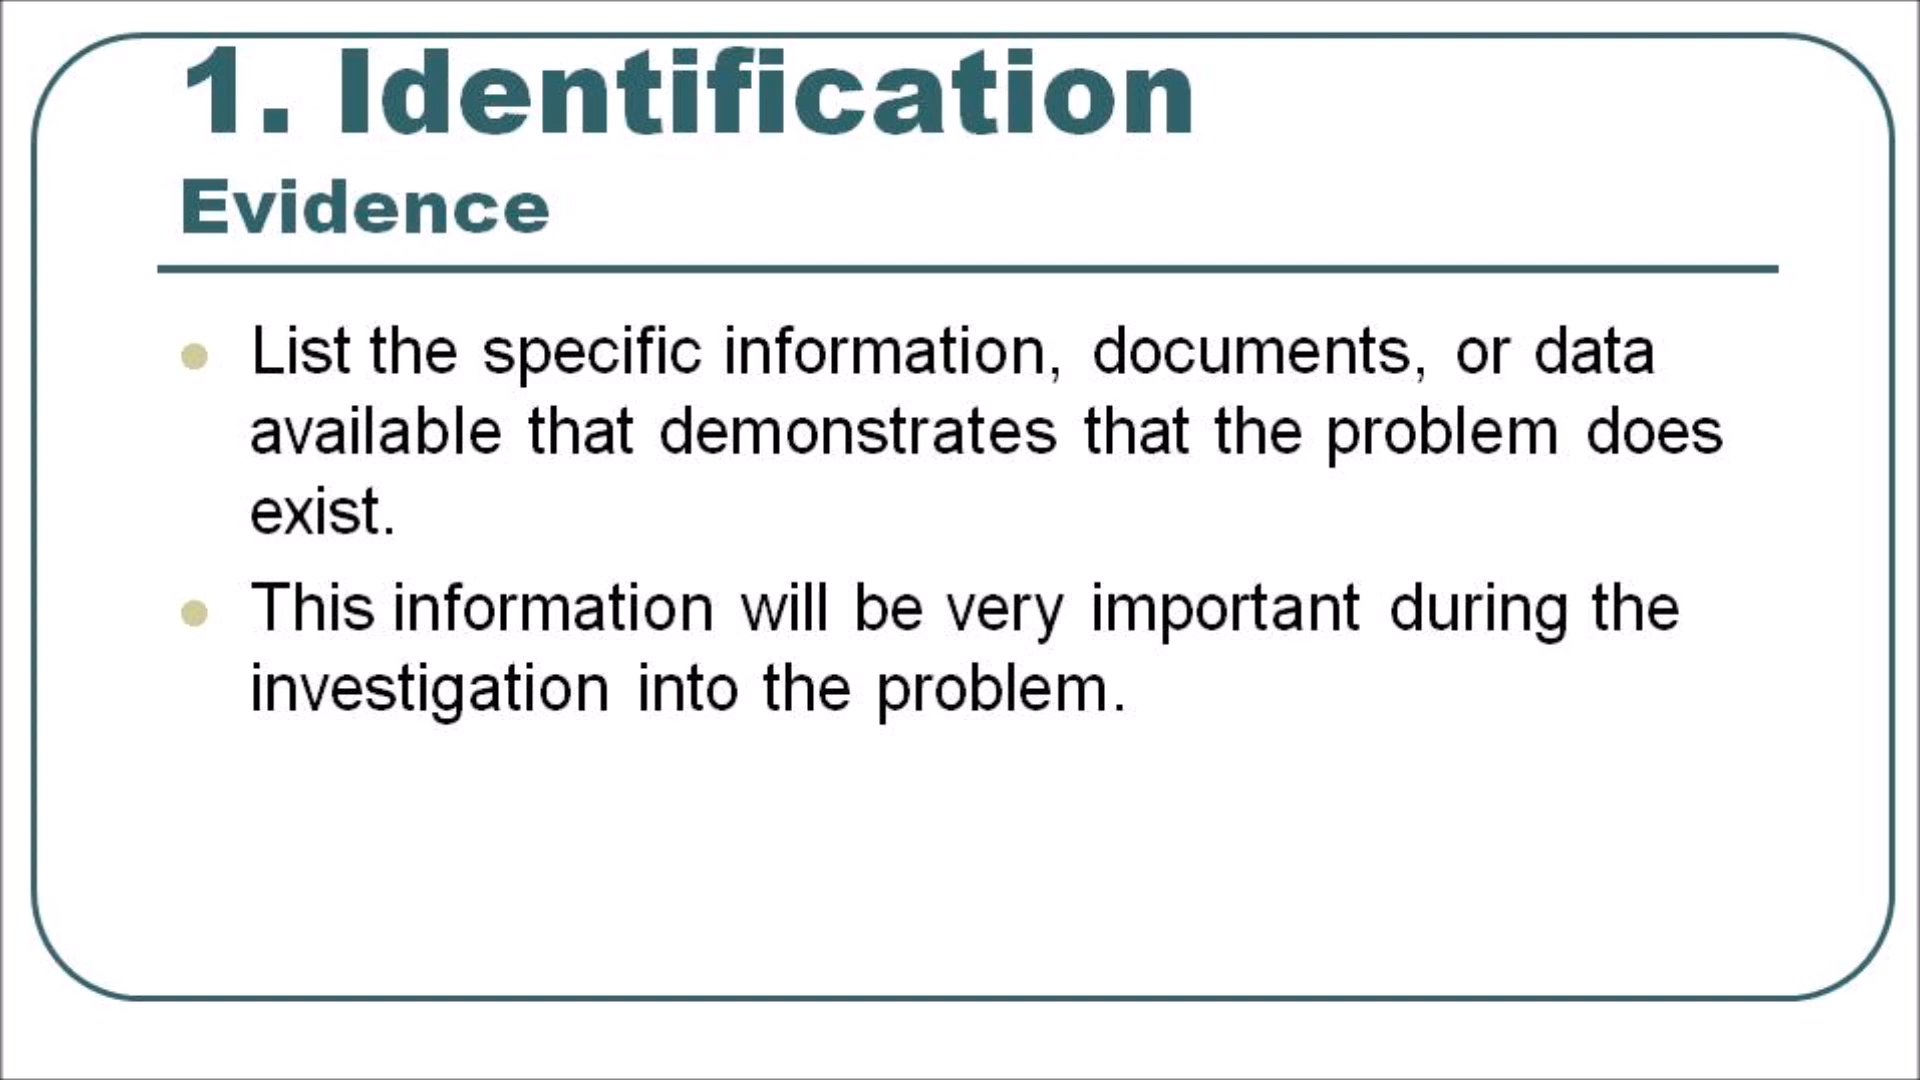 1. Identification
Evidence
List the specific information, documents, or data
available that demonstrates that the problem does
exist.
This information will be very important during the
investigation into the problem.